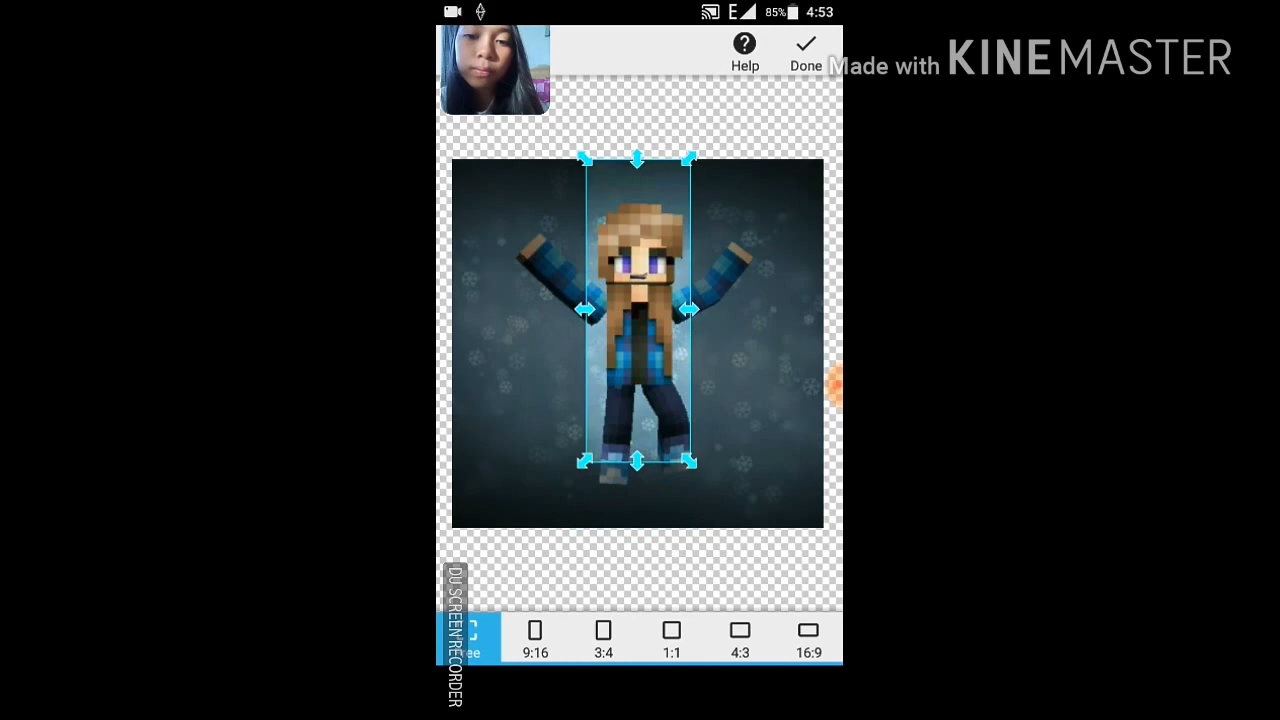 E 85% 4:53
Help Done
Made with KINEMASTER
DU SCREEN RECORDER
ree 9:16 3:4 1:1 4:3 16:9